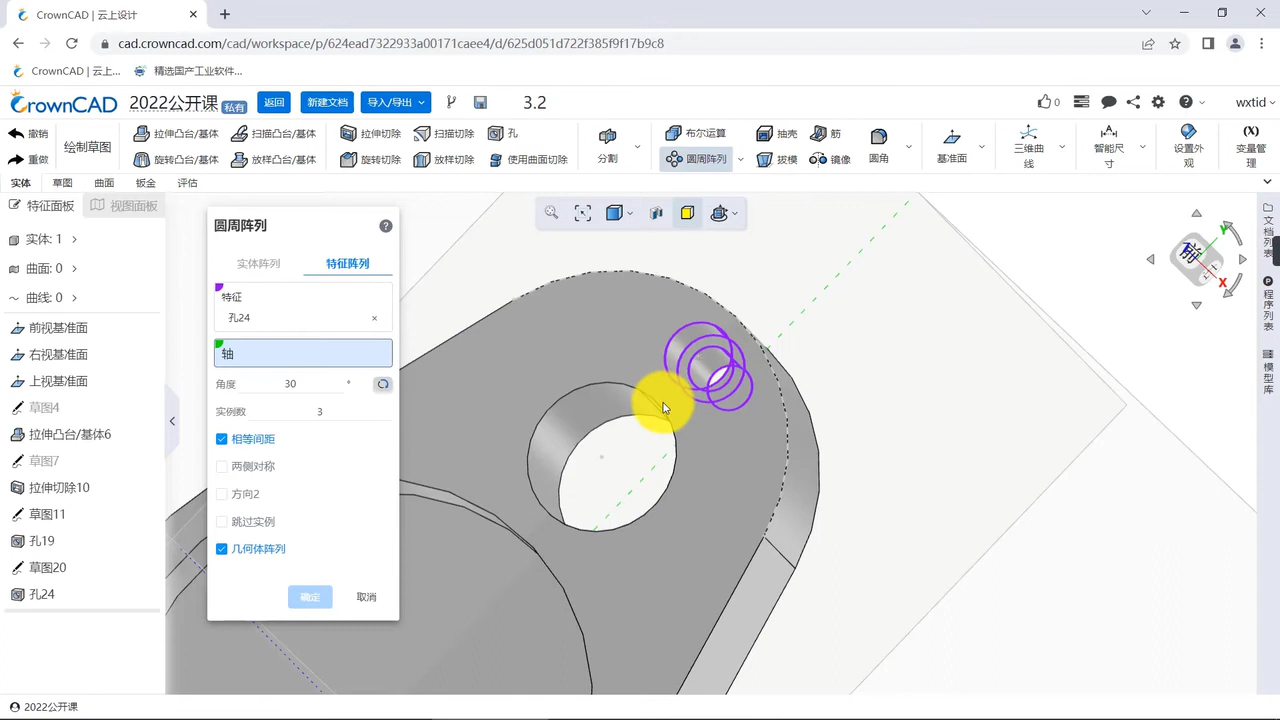 CrownCAD | 云上设计
cad.crowncad.com/cad/workspace/p/624ead7322933a00171caee4/d/625d051d722f385f9f17b9c8
CrownCAD | 云上...
精选国产工业软件...
CrownCAD
2022公开课
私有
返回
新建文档
导入/导出
3.2
0
wxtid
撤销
重做
绘制草图
拉伸凸台/基体
扫描凸台/基体
旋转凸台/基体
放样凸台/基体
拉伸切除
扫描切除
孔
旋转切除
放样切除
使用曲面切除
分割
布尔运算
圆周阵列
抽壳
筋
拔模
镜像
圆角
基准面
三维曲线
智能尺寸
设置外观
(X)
变量管理
实体
草图
曲面
钣金
评估
特征面板
视图面板
实体: 1
曲面: 0
曲线: 0
前视基准面
右视基准面
上视基准面
草图4
拉伸凸台/基体6
草图7
拉伸切除10
草图11
孔19
草图20
孔24
圆周阵列
实体阵列
特征阵列
特征
孔24
轴
角度 30 °
实例数 3
相等间距
两侧对称
方向2
跳过实例
几何体阵列
确定
取消
前
Y
X
文档列表
程序列表
模型库
2022公开课